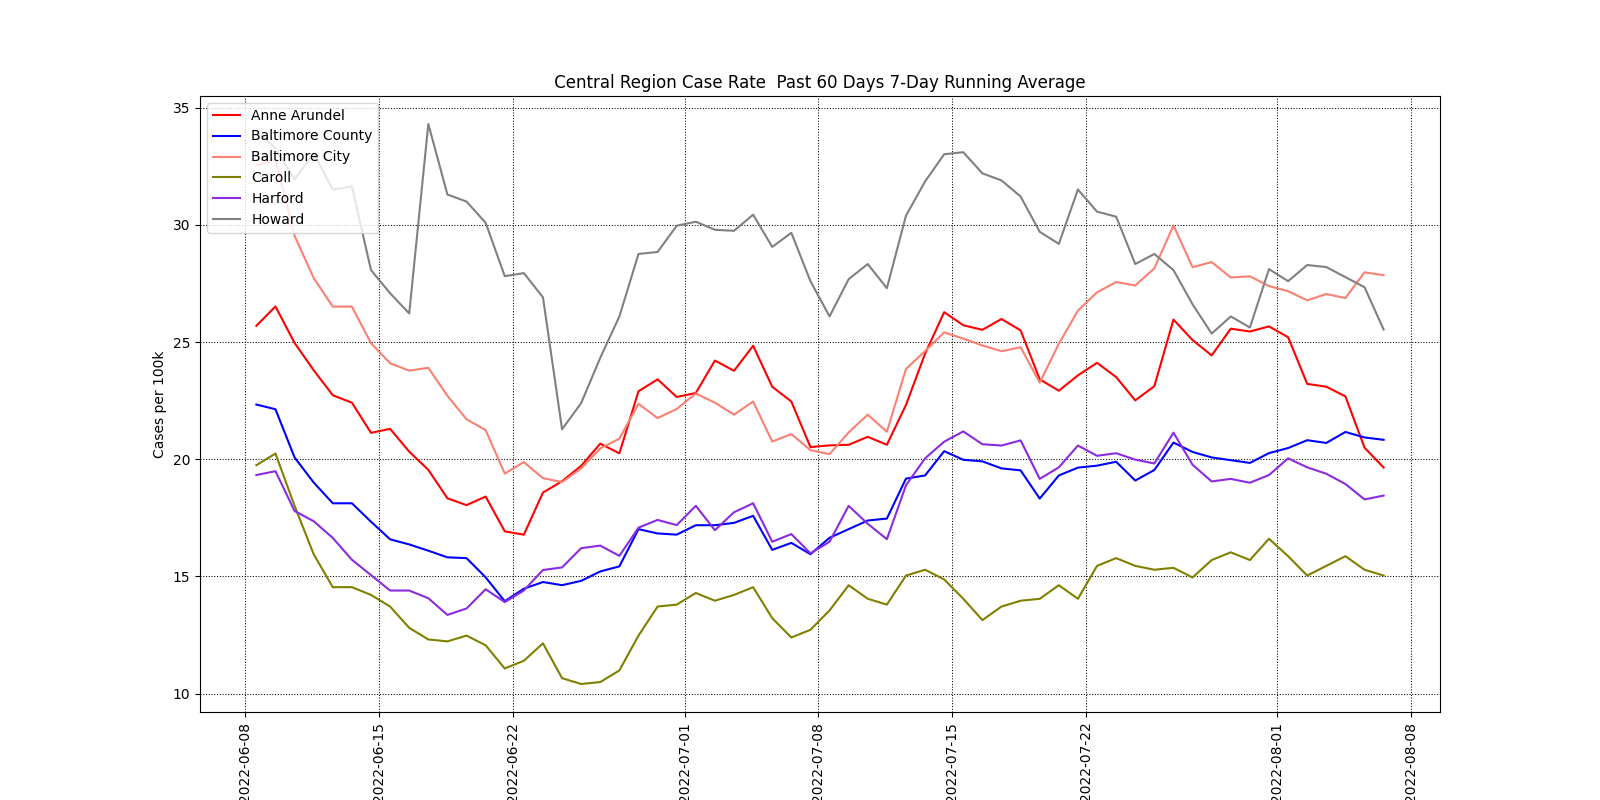 Central Region Case Rate  Past 60 Days 7-Day Running Average
Cases per 100k
35
30
25
20
15
10
Anne Arundel
Baltimore County
Baltimore City
Caroll
Harford
Howard
2022-06-08
2022-06-15
2022-06-22
2022-07-01
2022-07-08
2022-07-15
2022-07-22
2022-08-01
2022-08-08